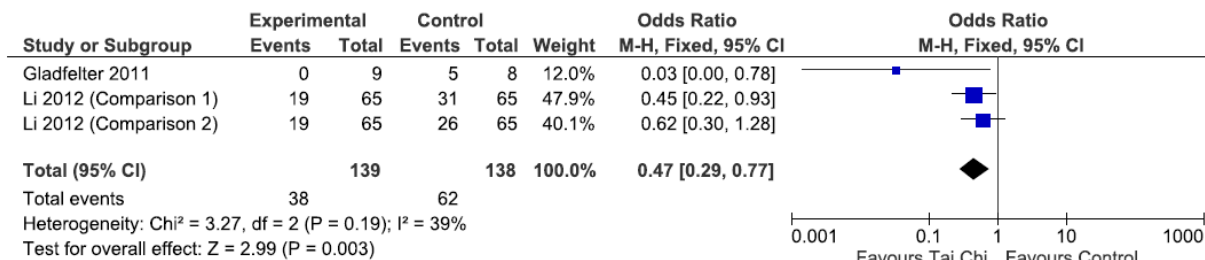 Experimental Control Odds Ratio Odds Ratio
Study or Subgroup Events Total Events Total Weight M-H, Fixed, 95% CI M-H, Fixed, 95% CI
Gladfelter 2011 0 9 5 8 12.0% 0.03 [0.00, 0.78]
Li 2012 (Comparison 1) 19 65 31 65 47.9% 0.45 [0.22, 0.93]
Li 2012 (Comparison 2) 19 65 26 65 40.1% 0.62 [0.30, 1.28]
Total (95% CI) 139 138 100.0% 0.47 [0.29, 0.77]
Total events 38 62
Heterogeneity: Chi² = 3.27, df = 2 (P = 0.19); I² = 39%
Test for overall effect: Z = 2.99 (P = 0.003)
0.001 0.1 1 10 1000
Favours Tai Chi Favours Control